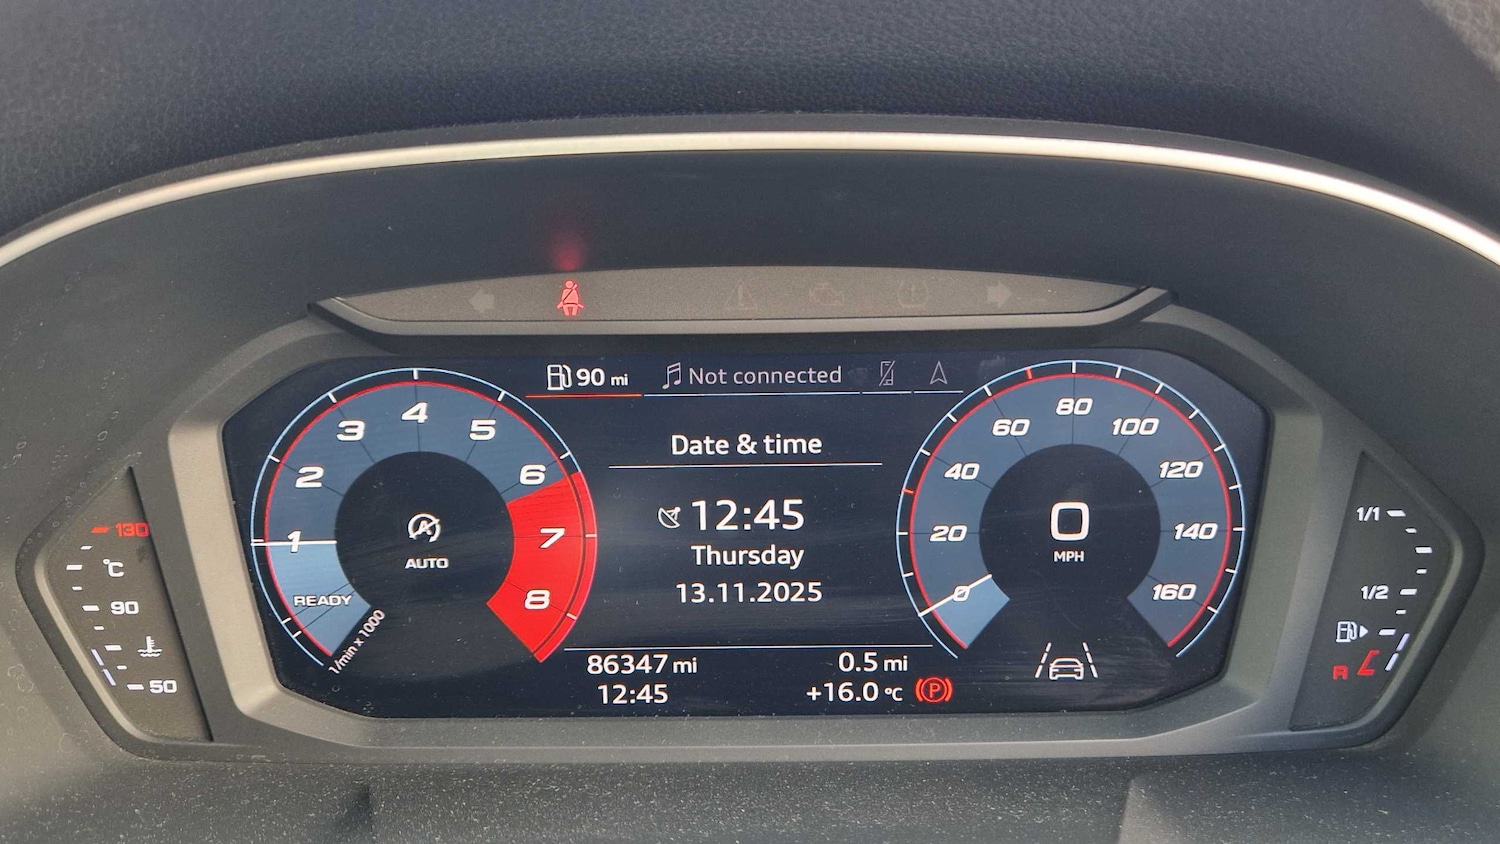 90 mi
Not connected
Date & time
12:45
Thursday
13.11.2025
86347 mi
12:45
0.5 mi
+16.0 °C
P
1
2
3
4
5
6
7
8
READY
1/min x 1000
A
AUTO
0
20
40
60
80
100
120
140
160
0
MPH
130
°C
90
50
1/1
1/2
R